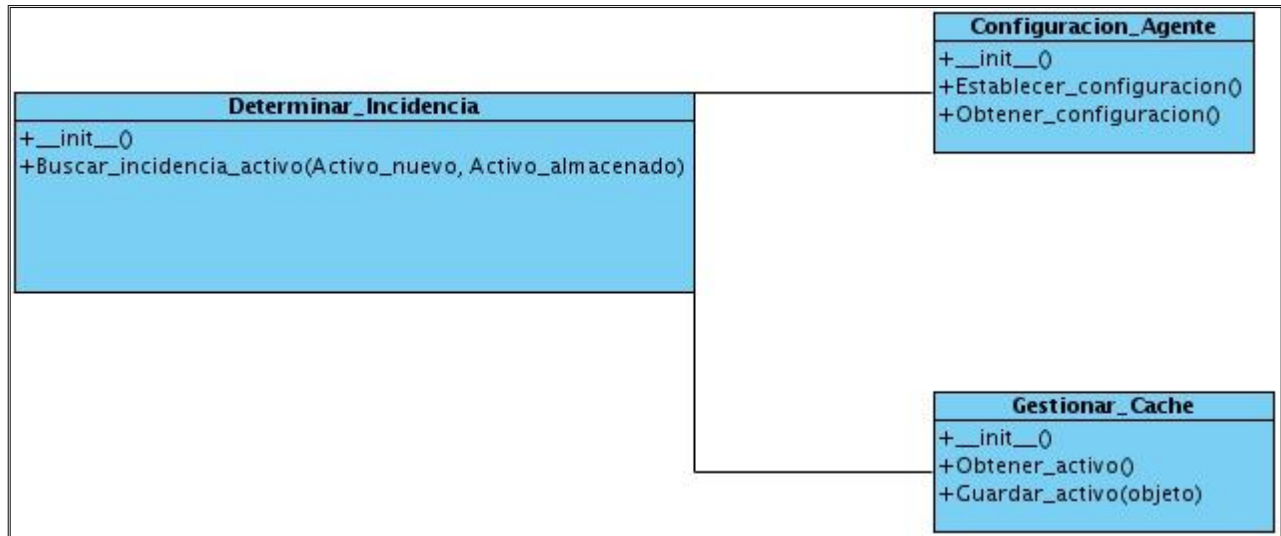 Configuracion_Agente
+__init__()
+Establecer_configuracion()
+Obtener_configuracion()
Determinar_Incidencia
+__init__()
+Buscar_incidencia_activo(Activo_nuevo, Activo_almacenado)
Gestionar_Cache
+__init__()
+Obtener_activo()
+Guardar_activo(objeto)